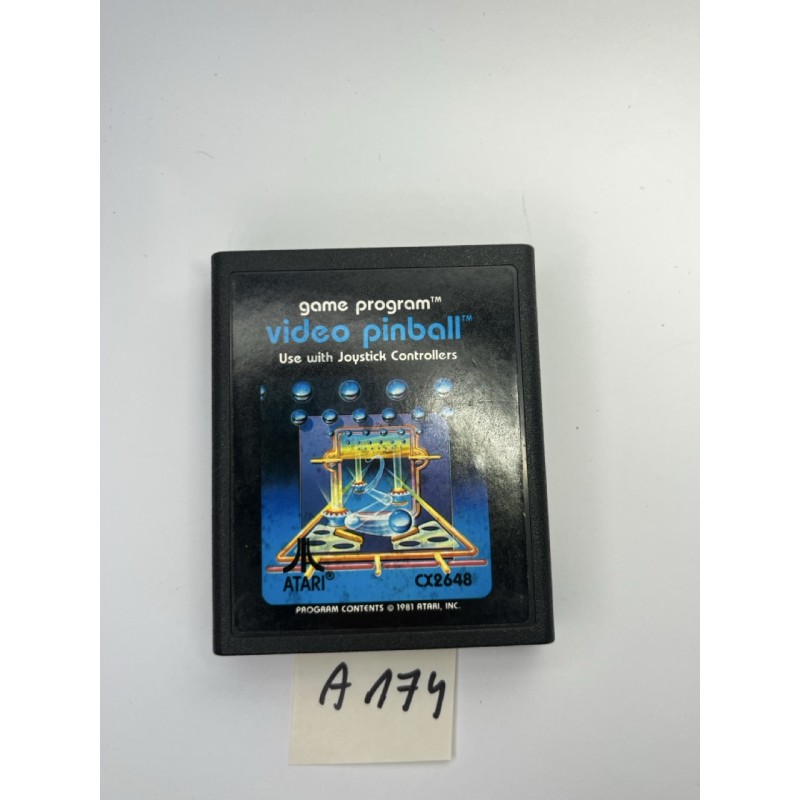 game program™
video pinball™
Use with Joystick Controllers
ATARI®
CX2648
PROGRAM CONTENTS © 1981 ATARI, INC.
A 174